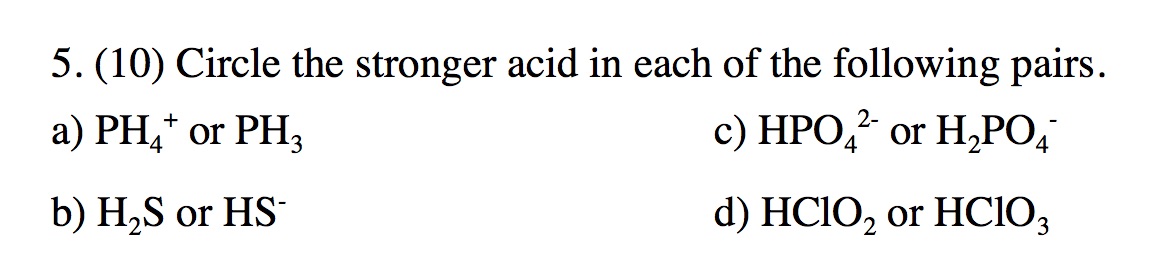 5. (10) Circle the stronger acid in each of the following pairs.
a) PH₄⁺ or PH₃
c) HPO₄²⁻ or H₂PO₄⁻
b) H₂S or HS⁻
d) HClO₂ or HClO₃